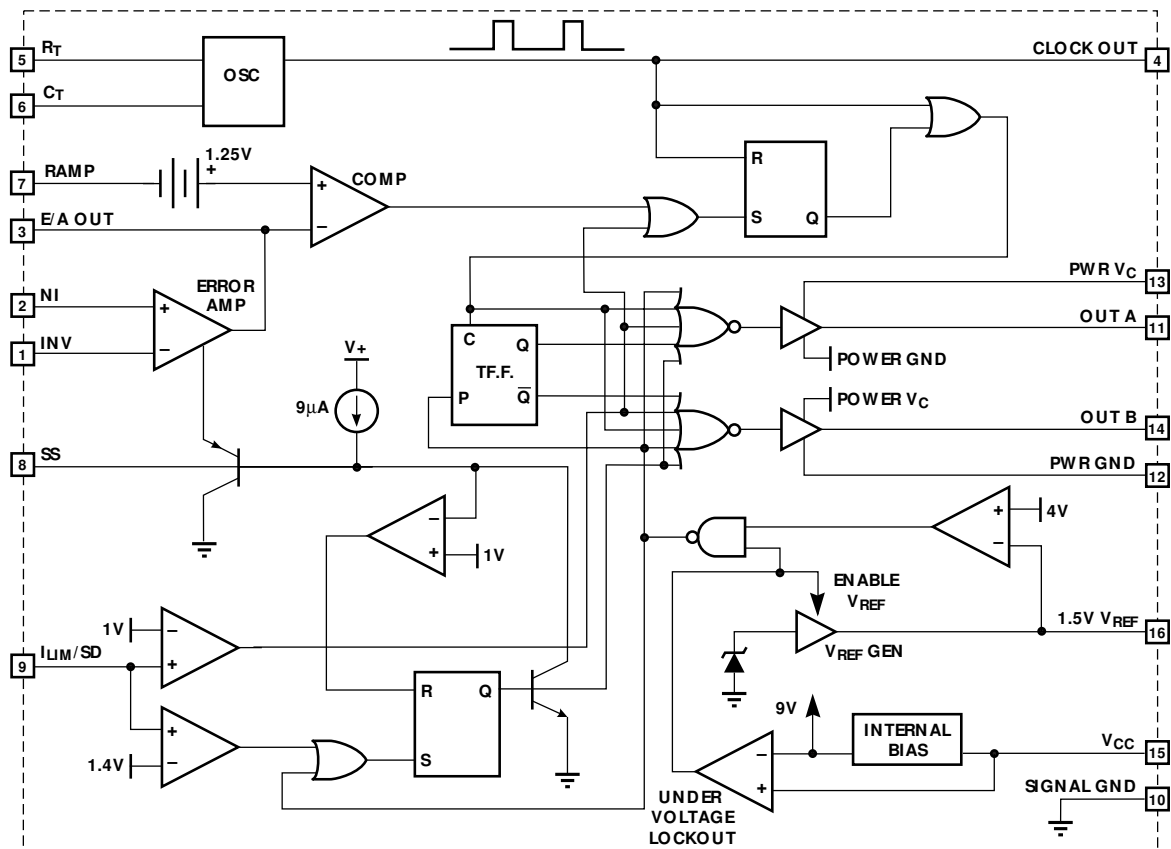 5
RT
OSC
CLOCK OUT
4
6
CT
7
RAMP
1.25V
+
+
COMP
−
R
S
Q
3
E/A OUT
2
NI
+
ERROR
AMP
−
1
INV
PWR VC
13
OUT A
11
POWER GND
C
Q
TF.F.
P
Q̅
V+
9µA
POWER VC
OUT B
14
PWR GND
12
8
SS
−
+
1V
+
−
4V
ENABLE
VREF
1.5V VREF
16
VREF GEN
1V
−
+
9
ILIM/SD
R
Q
S
+
−
1.4V
9V
INTERNAL
BIAS
VCC
15
−
+
SIGNAL GND
10
UNDER
VOLTAGE
LOCKOUT